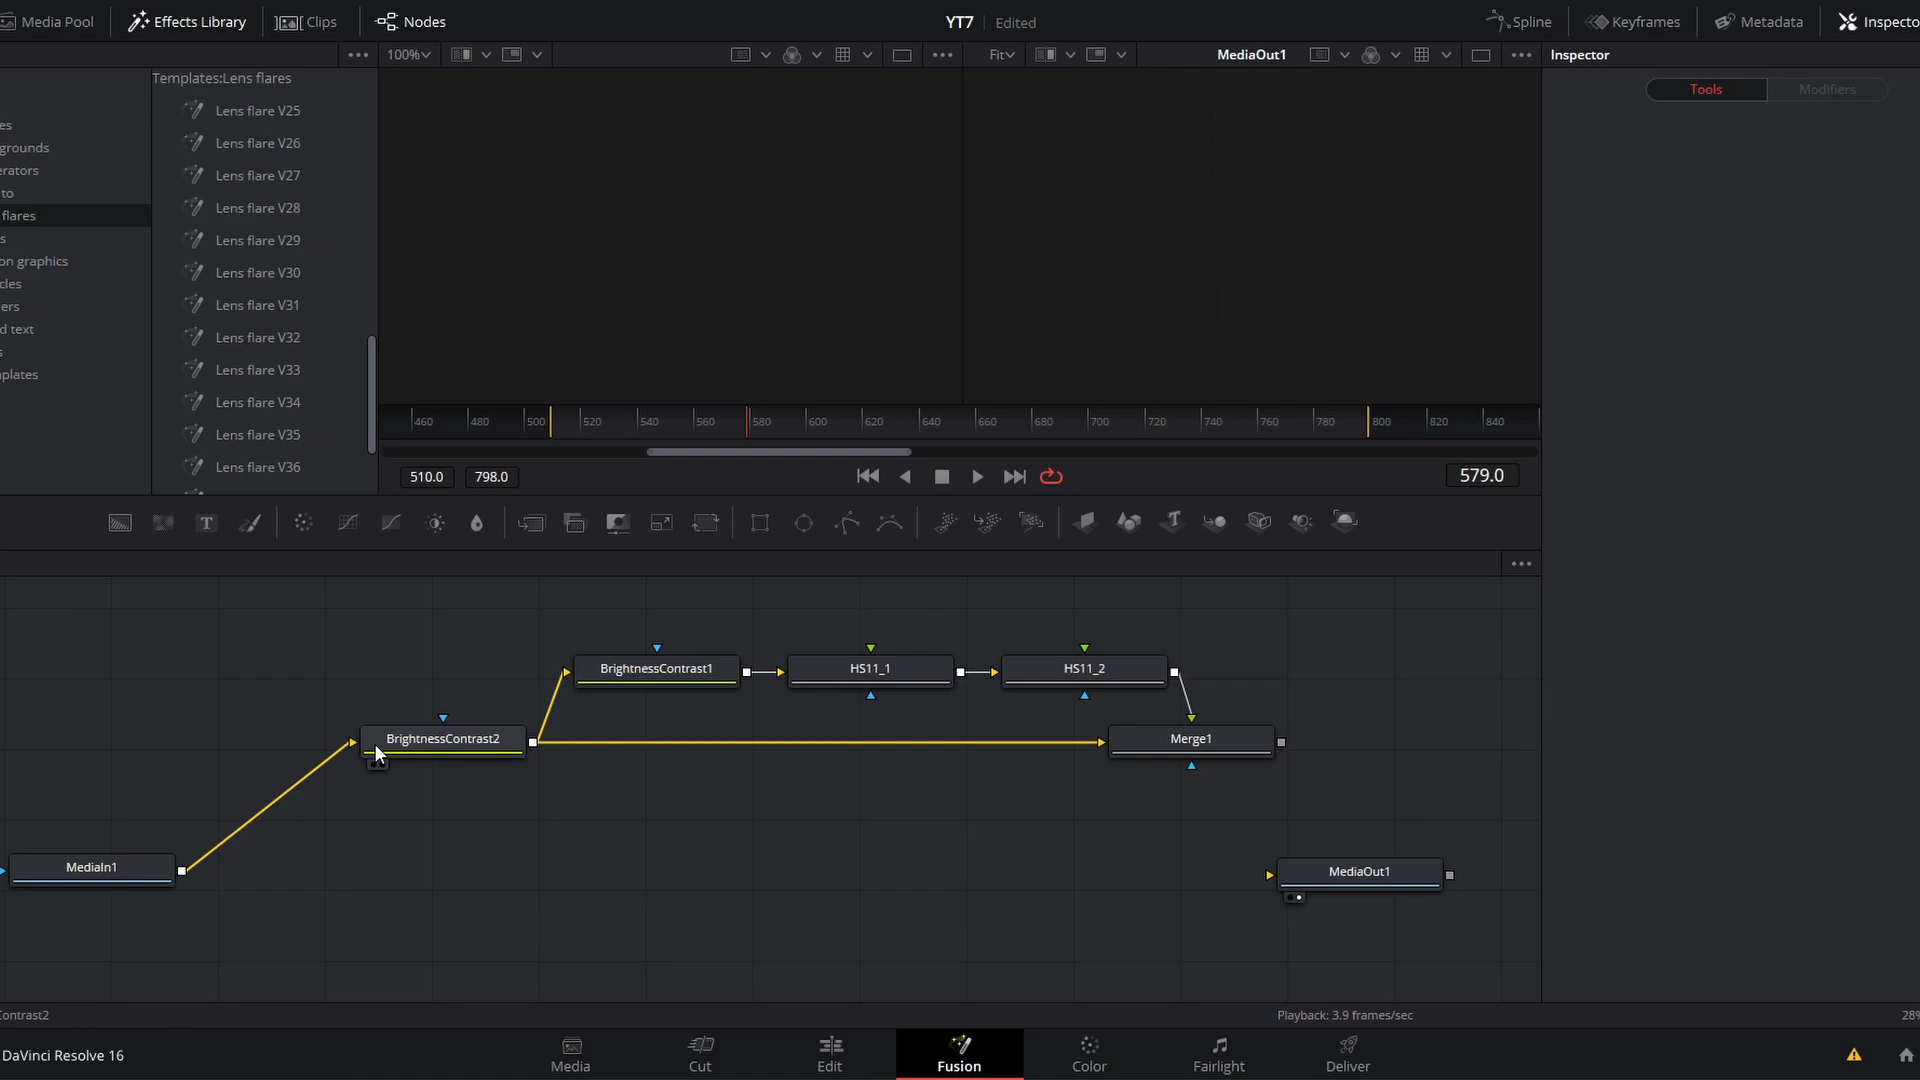 Media Pool
Effects Library
Clips
Nodes
YT7
Edited
Spline
Keyframes
Metadata
Inspecto
100%
Fit
MediaOut1
Inspector
Tools
Modifiers
es
grounds
erators
to
flares
s
on graphics
cles
ers
d text
s
plates
Templates:Lens flares
Lens flare V25
Lens flare V26
Lens flare V27
Lens flare V28
Lens flare V29
Lens flare V30
Lens flare V31
Lens flare V32
Lens flare V33
Lens flare V34
Lens flare V35
Lens flare V36
460 480 500 520 540 560 580 600 620 640 660 680 700 720 740 760 780 800 820 840
510.0 798.0
579.0
T
T
BrightnessContrast1
HS11_1
HS11_2
BrightnessContrast2
Merge1
MediaIn1
MediaOut1
Contrast2
Playback: 3.9 frames/sec
28%
DaVinci Resolve 16
Media
Cut
Edit
Fusion
Color
Fairlight
Deliver